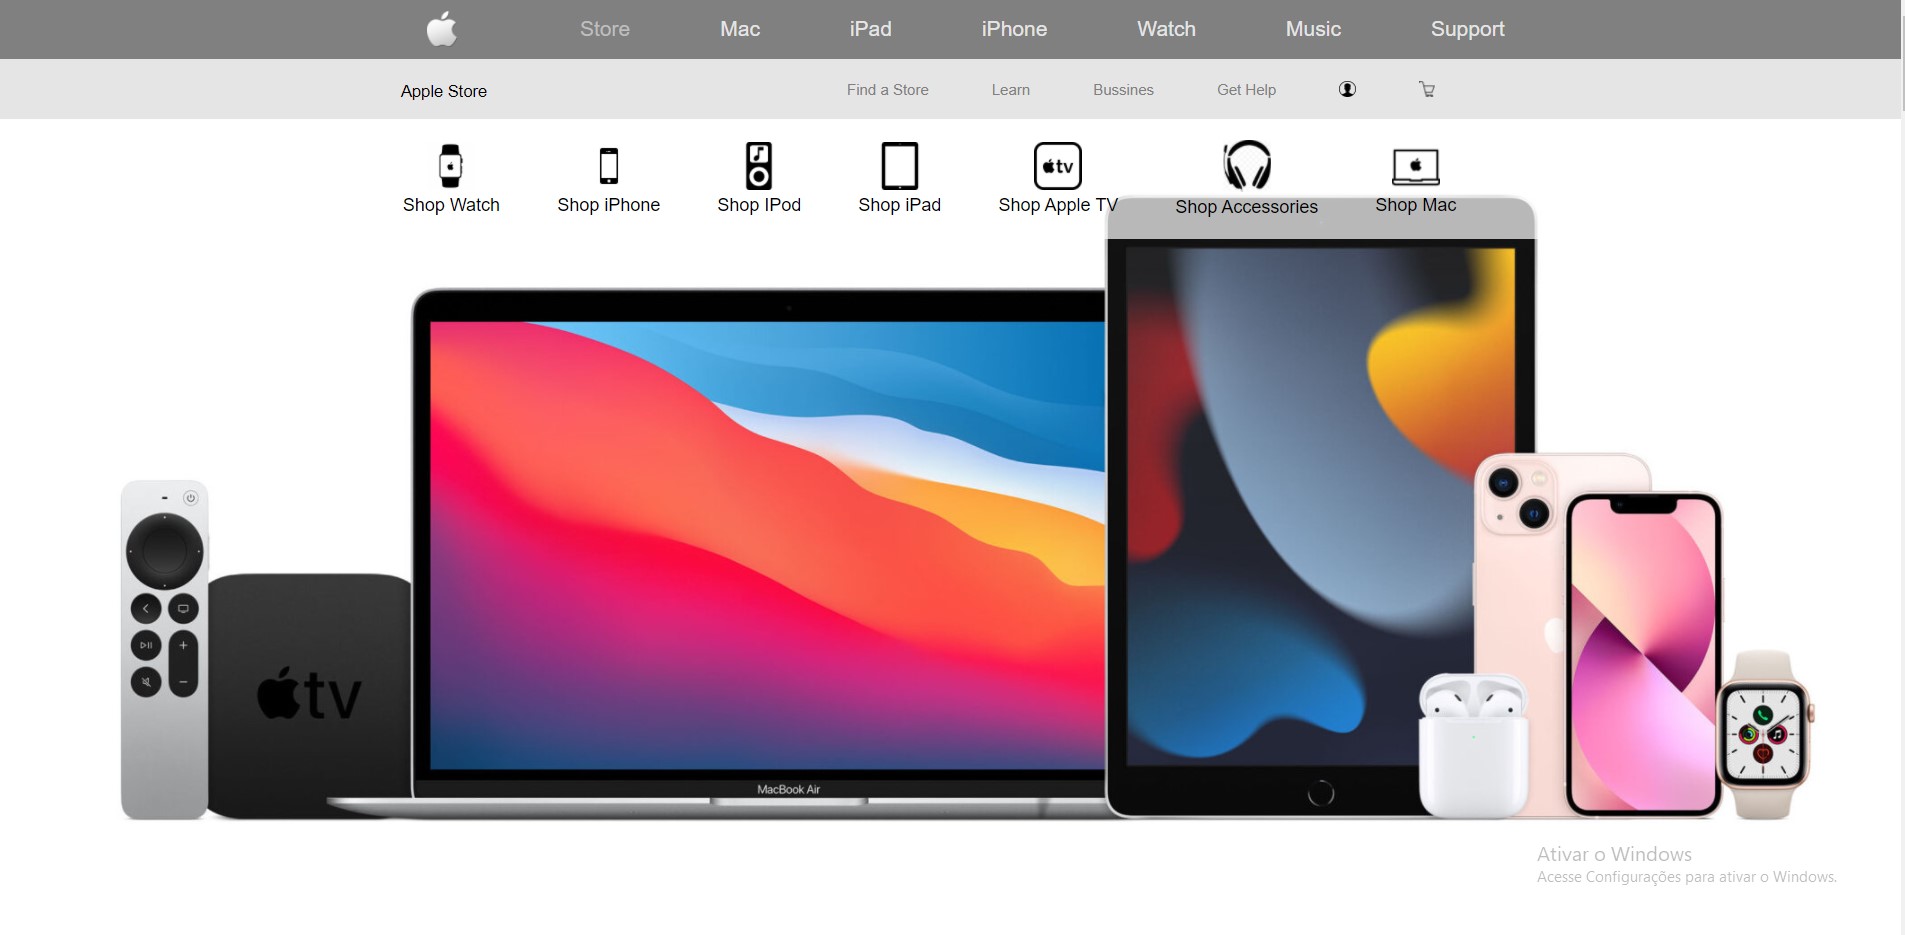 Store Mac iPad iPhone Watch Music Support
Apple Store Find a Store Learn Bussines Get Help
tv
Shop Watch Shop iPhone Shop IPod Shop iPad Shop Apple TV Shop Accessories Shop Mac
tv
MacBook Air
Ativar o Windows
Acesse Configurações para ativar o Windows.